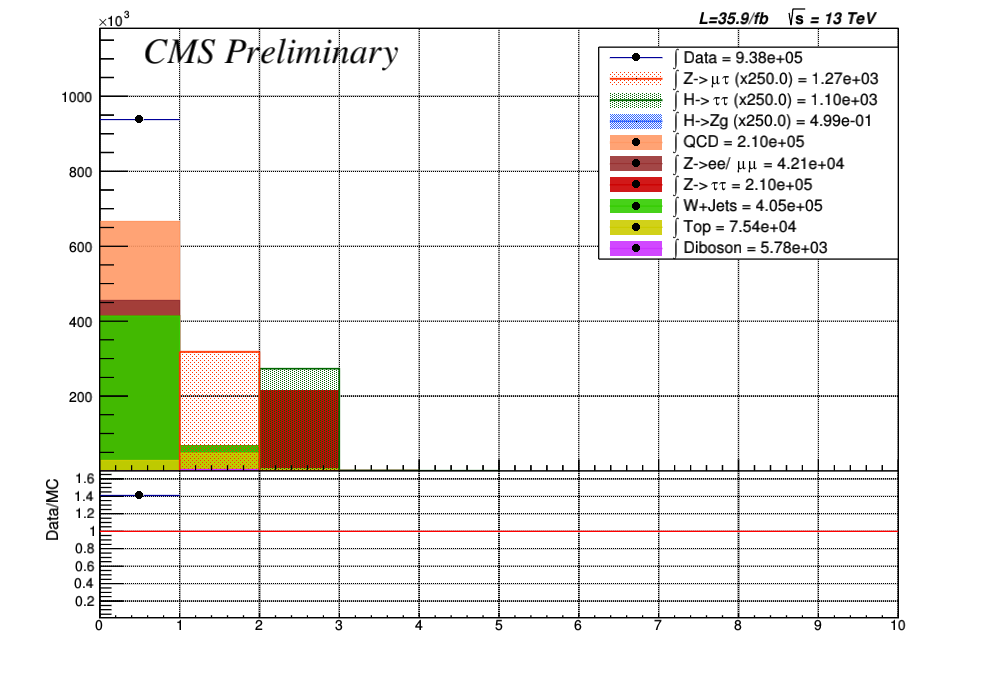 ×10³
L=35.9/fb √s = 13 TeV
CMS Preliminary
∫ Data = 9.38e+05
∫ Z->μτ (x250.0) = 1.27e+03
∫ H->ττ (x250.0) = 1.10e+03
∫ H->Zg (x250.0) = 4.99e-01
∫ QCD = 2.10e+05
∫ Z->ee/ μμ = 4.21e+04
∫ Z->ττ = 2.10e+05
∫ W+Jets = 4.05e+05
∫ Top = 7.54e+04
∫ Diboson = 5.78e+03
1000
800
600
400
200
Data/MC
1.6
1.4
1.2
1
0.8
0.6
0.4
0.2
0 1 2 3 4 5 6 7 8 9 10